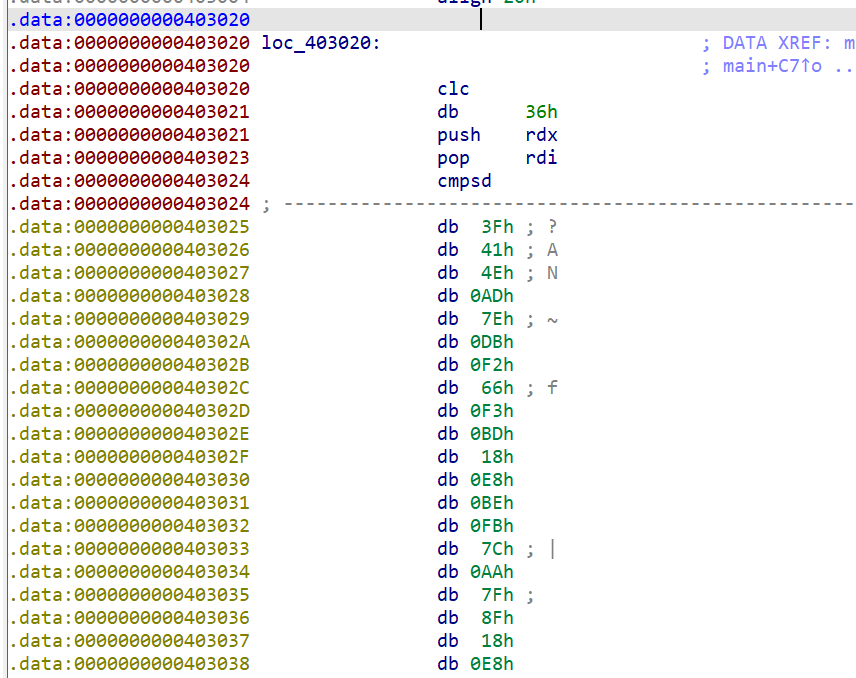 align 20h
.data:0000000000403020
.data:0000000000403020 loc_403020: ; DATA XREF: m
.data:0000000000403020 ; main+C7↑o ..
.data:0000000000403020 clc
.data:0000000000403021 db 36h
.data:0000000000403021 push rdx
.data:0000000000403023 pop rdi
.data:0000000000403024 cmpsd
.data:0000000000403024 ; ---------------------------------------------------
.data:0000000000403025 db 3Fh ; ?
.data:0000000000403026 db 41h ; A
.data:0000000000403027 db 4Eh ; N
.data:0000000000403028 db 0ADh
.data:0000000000403029 db 7Eh ; ~
.data:000000000040302A db 0DBh
.data:000000000040302B db 0F2h
.data:000000000040302C db 66h ; f
.data:000000000040302D db 0F3h
.data:000000000040302E db 0BDh
.data:000000000040302F db 18h
.data:0000000000403030 db 0E8h
.data:0000000000403031 db 0BEh
.data:0000000000403032 db 0FBh
.data:0000000000403033 db 7Ch ; |
.data:0000000000403034 db 0AAh
.data:0000000000403035 db 7Fh ;
.data:0000000000403036 db 8Fh
.data:0000000000403037 db 18h
.data:0000000000403038 db 0E8h